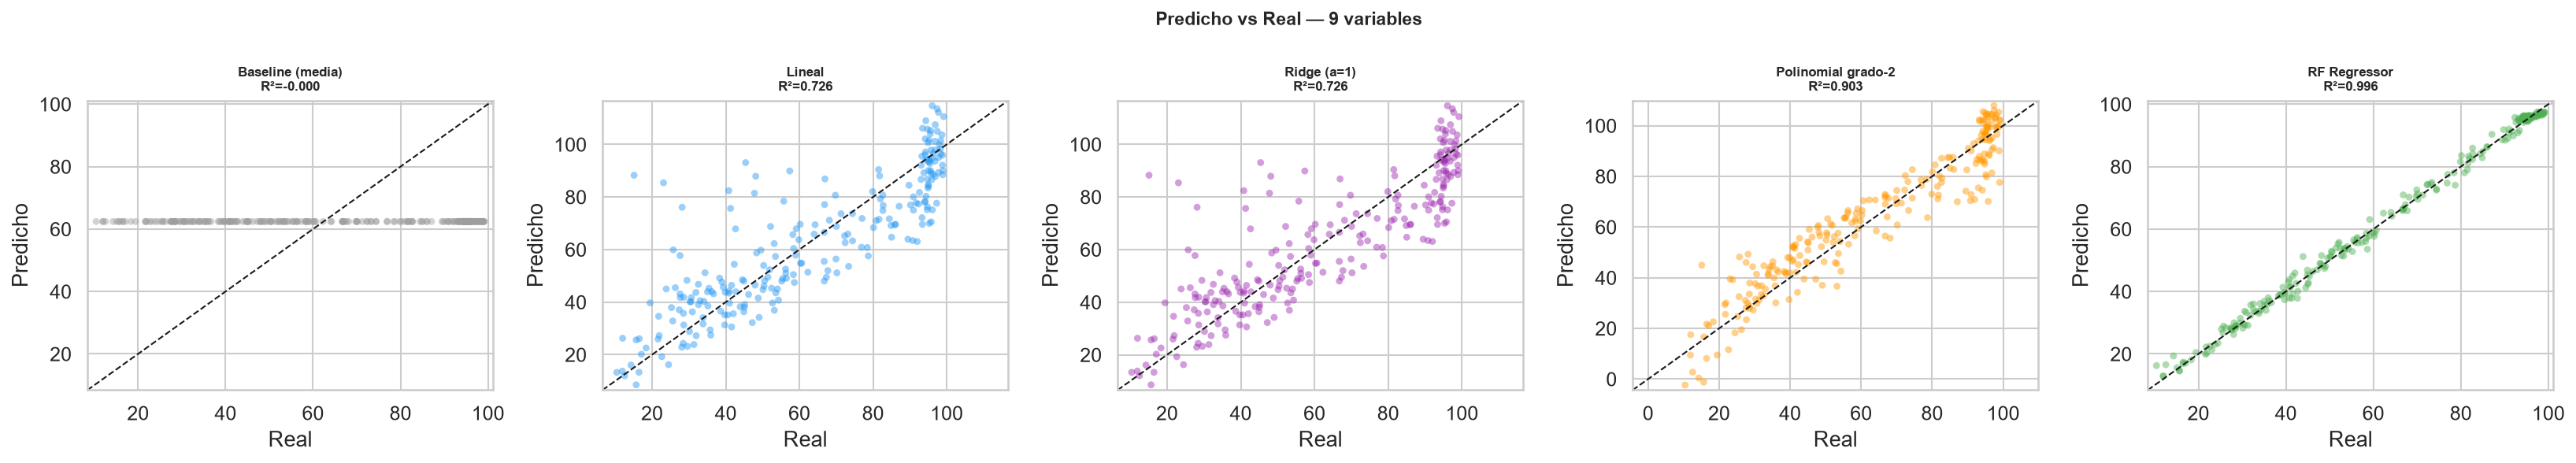 Predicho vs Real — 9 variables
Baseline (media)
R²=-0.000
100
80
60
40
20
20 40 60 80 100
Predicho
Real
Lineal
R²=0.726
100
80
60
40
20
20 40 60 80 100
Predicho
Real
Ridge (a=1)
R²=0.726
100
80
60
40
20
20 40 60 80 100
Predicho
Real
Polinomial grado-2
R²=0.903
100
80
60
40
20
0
0 20 40 60 80 100
Predicho
Real
RF Regressor
R²=0.996
100
80
60
40
20
20 40 60 80 100
Predicho
Real